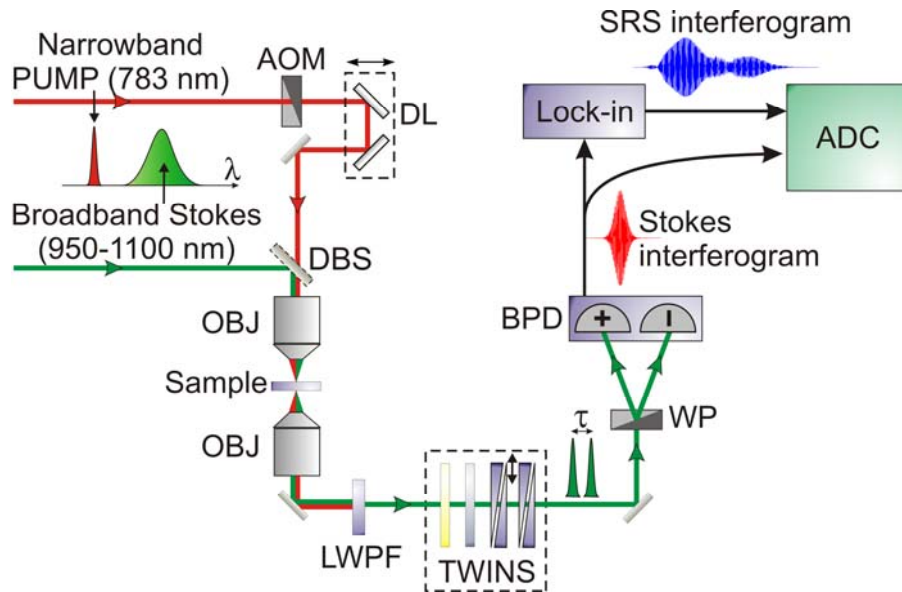 Narrowband
PUMP (783 nm)
AOM
DL
λ
Broadband Stokes
(950-1100 nm)
DBS
OBJ
Sample
OBJ
LWPF
TWINS
τ
WP
BPD
+
−
Stokes
interferogram
Lock-in
SRS interferogram
ADC